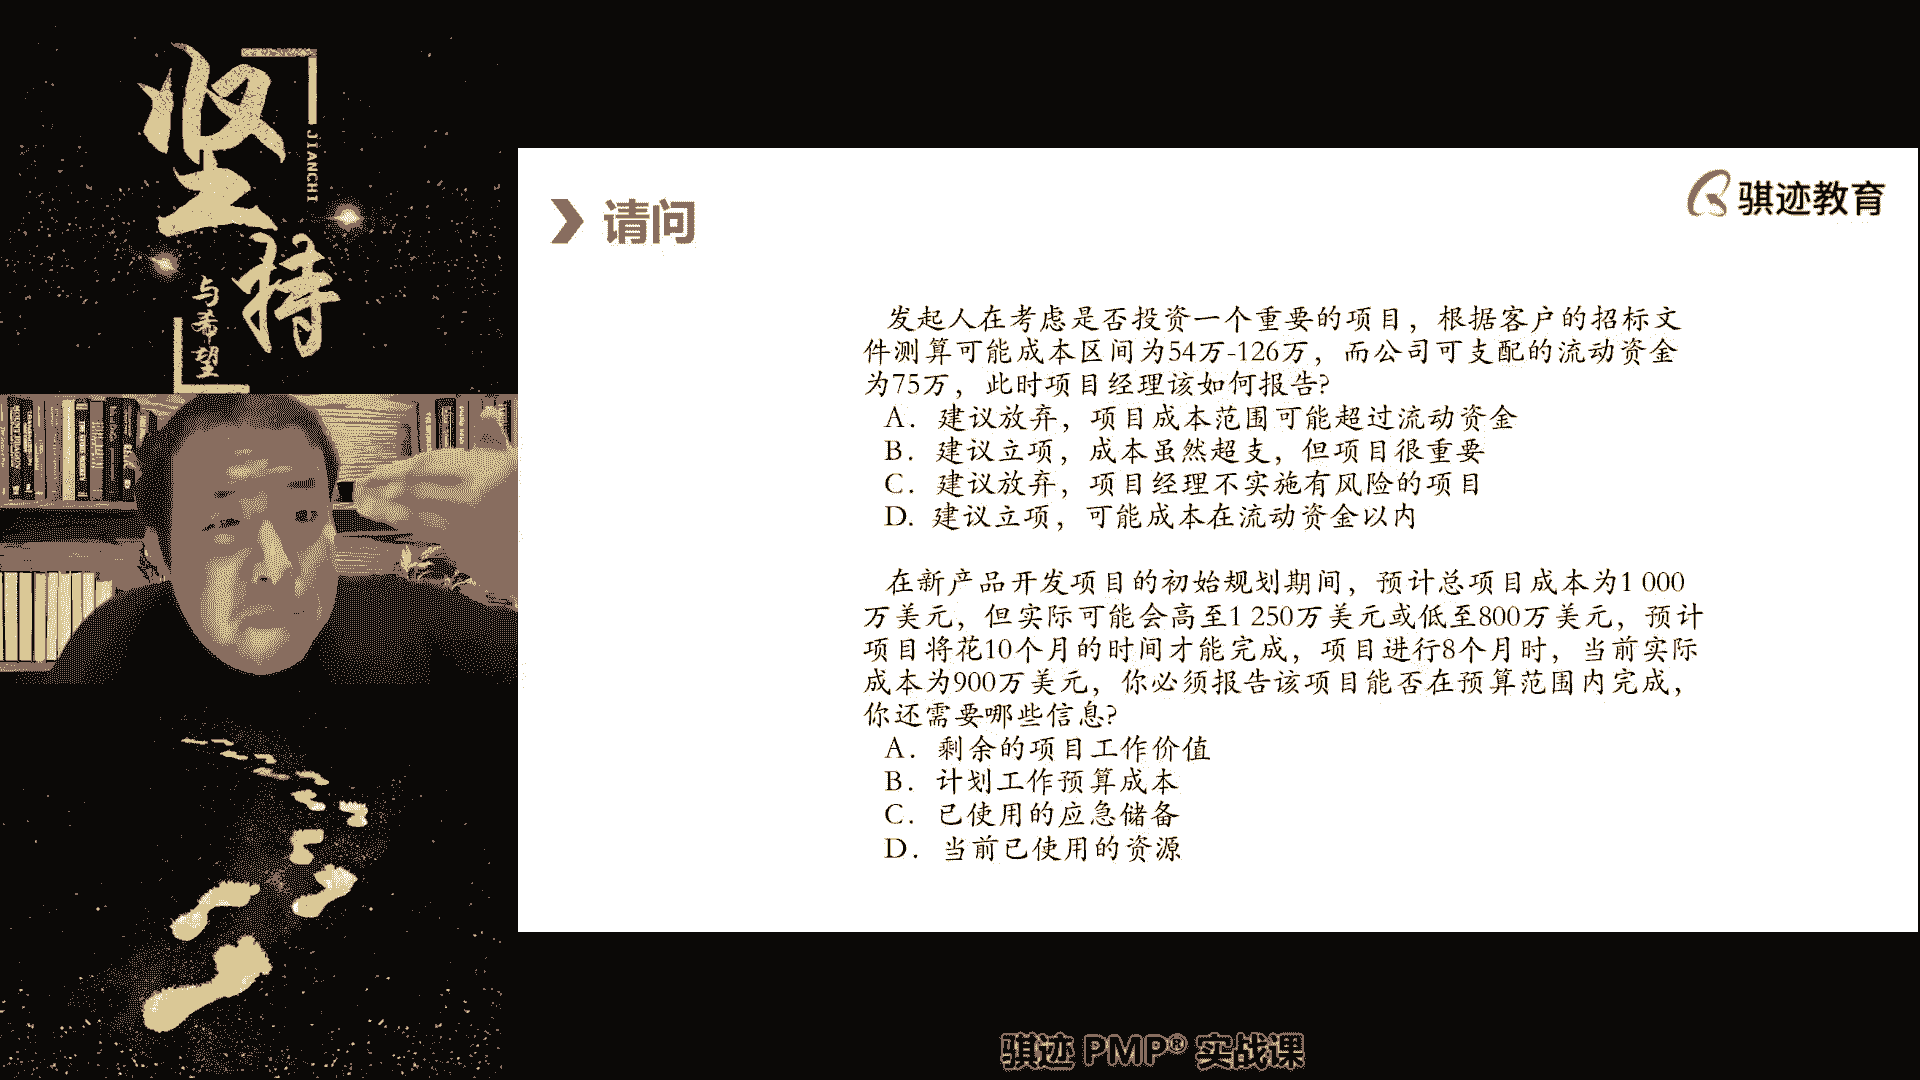 坚持
JIANCHI
与希望
请问
骐迹教育
发起人在考虑是否投资一个重要的项目，根据客户的招标文
件测算可能成本区间为54万-126万，而公司可支配的流动资金
为75万，此时项目经理该如何报告?
A．建议放弃，项目成本范围可能超过流动资金
B．建议立项，成本虽然超支，但项目很重要
C．建议放弃，项目经理不实施有风险的项目
D. 建议立项，可能成本在流动资金以内
在新产品开发项目的初始规划期间，预计总项目成本为1 000
万美元，但实际可能会高至1 250万美元或低至800万美元，预计
项目将花10个月的时间才能完成，项目进行8个月时，当前实际
成本为900万美元，你必须报告该项目能否在预算范围内完成，
你还需要哪些信息?
A．剩余的项目工作价值
B．计划工作预算成本
C．已使用的应急储备
D．当前已使用的资源
骐迹 PMP® 实战课